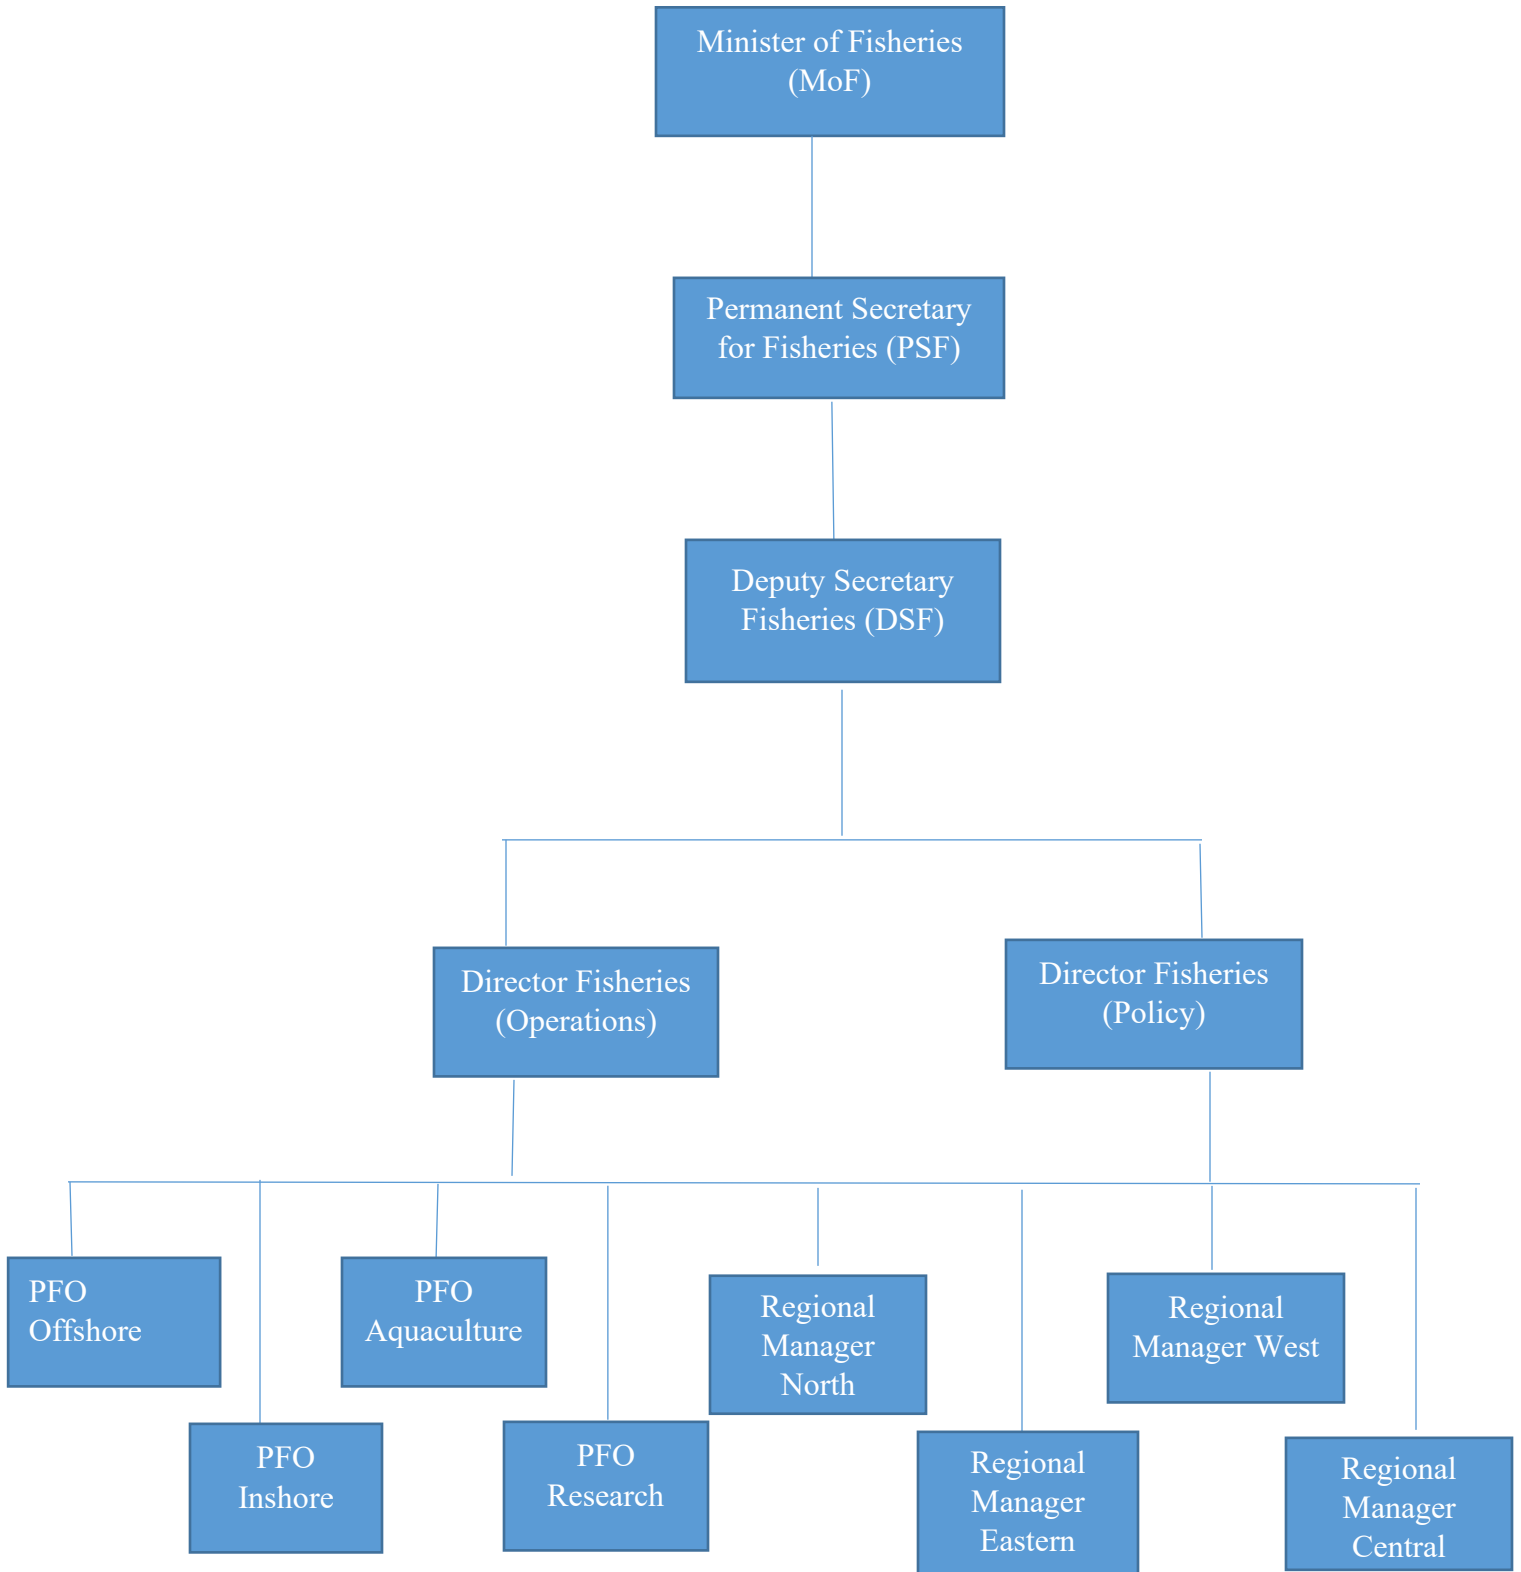 Minister of Fisheries
(MoF)
Permanent Secretary
for Fisheries (PSF)
Deputy Secretary
Fisheries (DSF)
Director Fisheries
(Operations)
Director Fisheries
(Policy)
PFO
Offshore
PFO
Aquaculture
Regional
Manager
North
Regional
Manager West
PFO
Inshore
PFO
Research
Regional
Manager
Eastern
Regional
Manager
Central